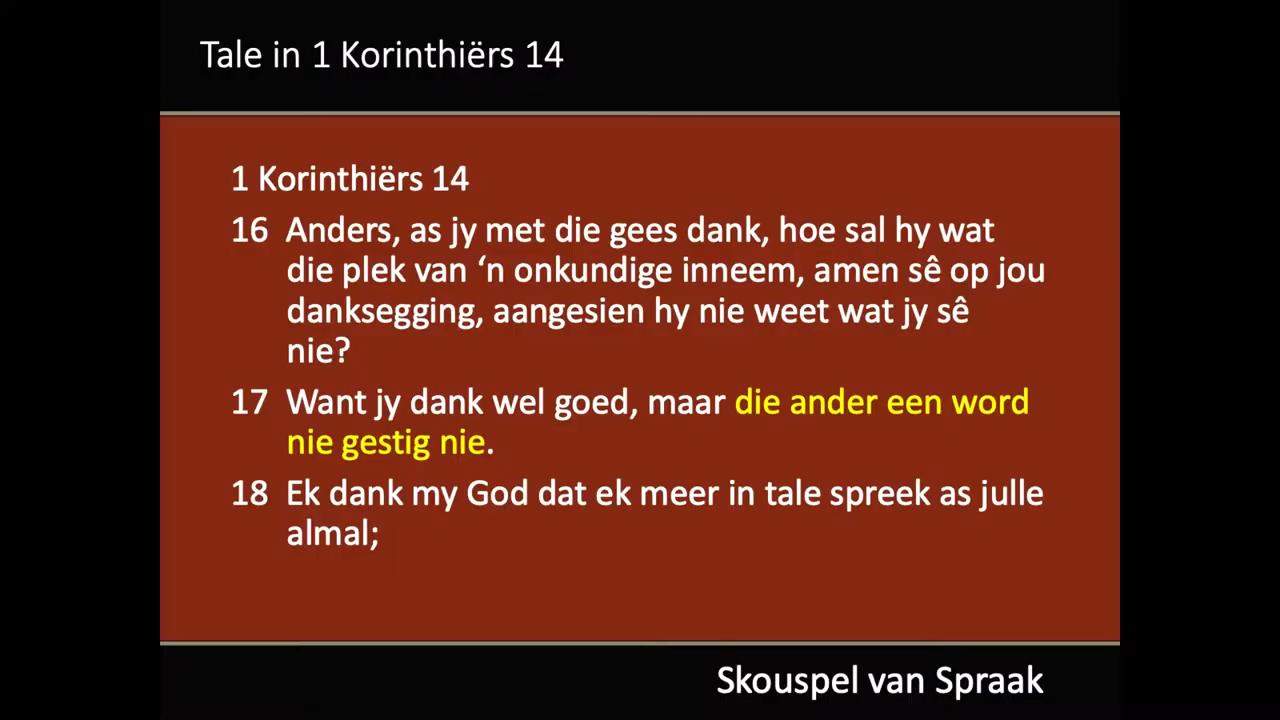 Tale in 1 Korinthiërs 14
1 Korinthiërs 14
16 Anders, as jy met die gees dank, hoe sal hy wat
die plek van ‘n onkundige inneem, amen sê op jou
danksegging, aangesien hy nie weet wat jy sê
nie?
17 Want jy dank wel goed, maar die ander een word
nie gestig nie.
18 Ek dank my God dat ek meer in tale spreek as julle
almal;
Skouspel van Spraak